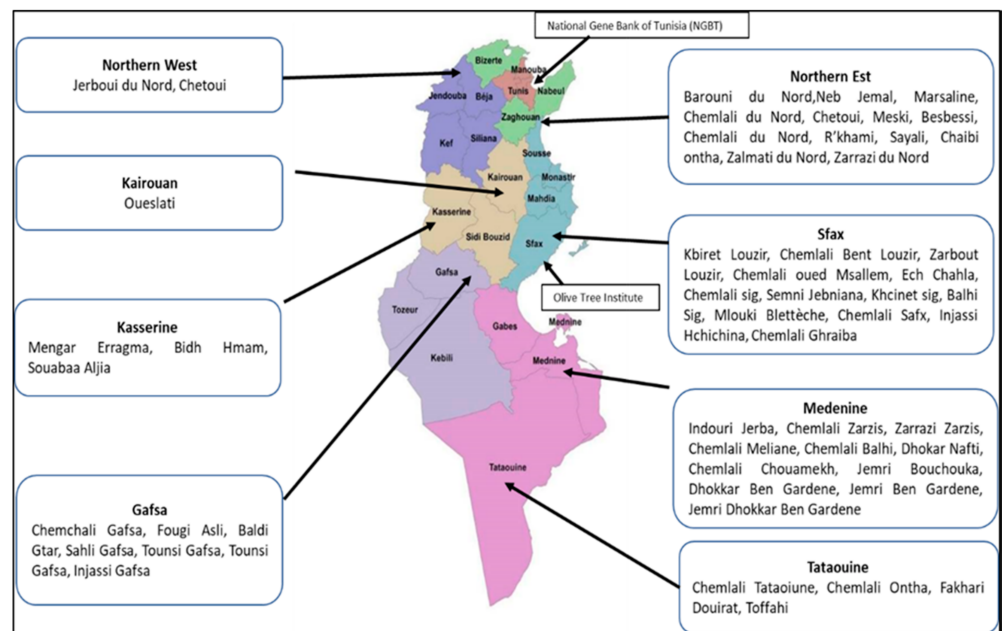 National Gene Bank of Tunisia (NGBT)
Northern West
Jerboui du Nord, Chetoui
Kairouan
Oueslati
Kasserine
Mengar Erragma, Bidh Hmam,
Souabaa Aljia
Gafsa
Chemchali Gafsa, Fougi Asli, Baldi
Gtar, Sahli Gafsa, Tounsi Gafsa, Tounsi
Gafsa, Injassi Gafsa
Bizerte
Manouba
Tunis
Nabeul
Jendouba
Béja
Zaghouan
Kef
Siliana
Sousse
Kairouan
Monastir
Mahdia
Kasserine
Sidi Bouzid
Sfax
Gafsa
Olive Tree Institute
Tozeur
Gabes
Mednine
Kebili
Mednine
Tataouine
Northern Est
Barouni du Nord,Neb Jemal, Marsaline,
Chemlali du Nord, Chetoui, Meski, Besbessi,
Chemlali du Nord, R'khami, Sayali, Chaibi
ontha, Zalmati du Nord, Zarrazi du Nord
Sfax
Kbiret Louzir, Chemlali Bent Louzir, Zarbout
Louzir, Chemlali oued Msallem, Ech Chahla,
Chemlali sig, Semni Jebniana, Khcinet sig, Balhi
Sig, Mlouki Blettèche, Chemlali Safx, Injassi
Hchichina, Chemlali Ghraiba
Medenine
Indouri Jerba, Chemlali Zarzis, Zarrazi Zarzis,
Chemlali Meliane, Chemlali Balhi, Dhokar Nafti,
Chemlali Chouamekh, Jemri Bouchouka,
Dhokkar Ben Gardene, Jemri Ben Gardene,
Jemri Dhokkar Ben Gardene
Tataouine
Chemlali Tataoiune, Chemlali Ontha, Fakhari
Douirat, Toffahi